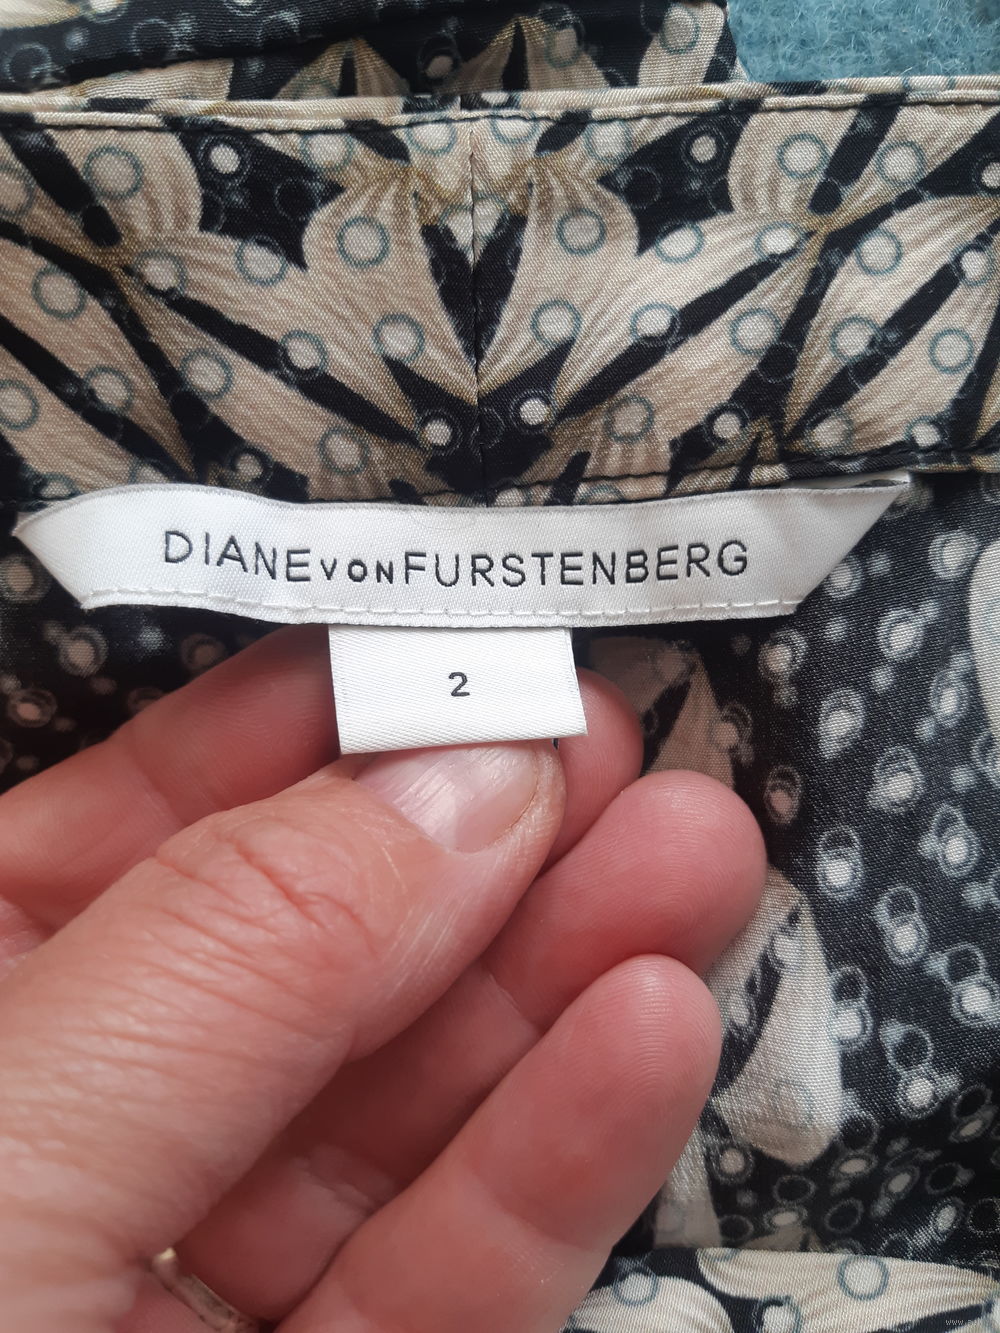 DIANE VON FURSTENBERG
2